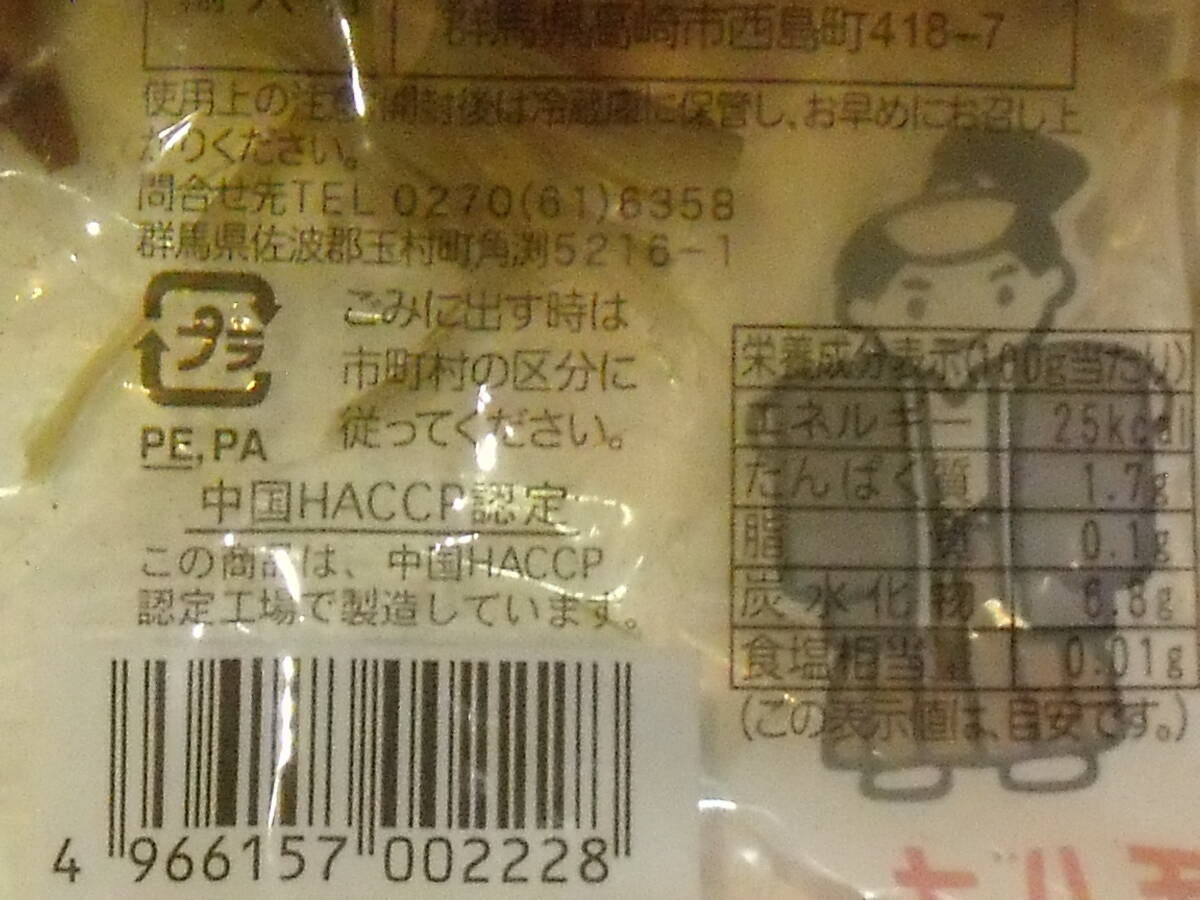 群馬県高崎市西島町418-7
使用上の注意 開封後は冷蔵庫に保管し、お早めにお召し上
がりください。
問合せ先TEL 0270(61)6358
群馬県佐波郡玉村町角渕5216-1
プラ
PE, PA
ごみに出す時は
市町村の区分に
従ってください。
中国HACCP認定
この商品は、中国HACCP
認定工場で製造しています。
4 966157 002228
栄養成分表示(100g当たり)
エネルギー 25kcal
たんぱく質 1.7g
脂質 0.1g
炭水化物 6.8g
食塩相当量 0.01g
(この表示値は、目安です。)